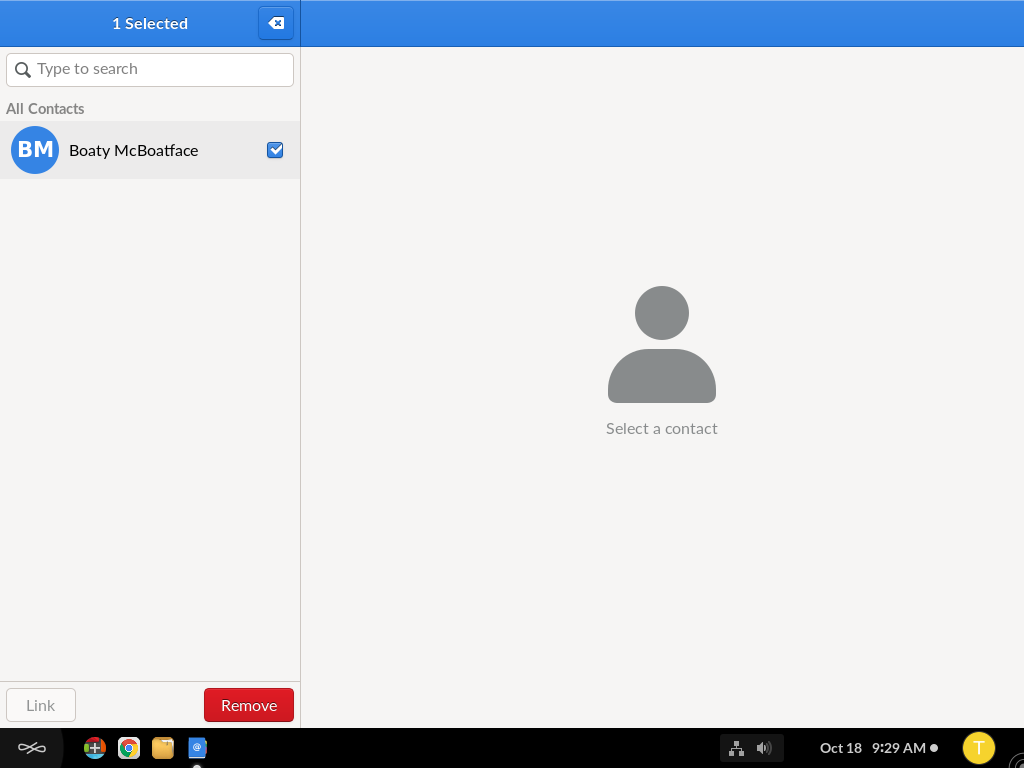 1 Selected
Type to search
All Contacts
BM
Boaty McBoatface
Select a contact
Link
Remove
Oct 18 9:29 AM
T